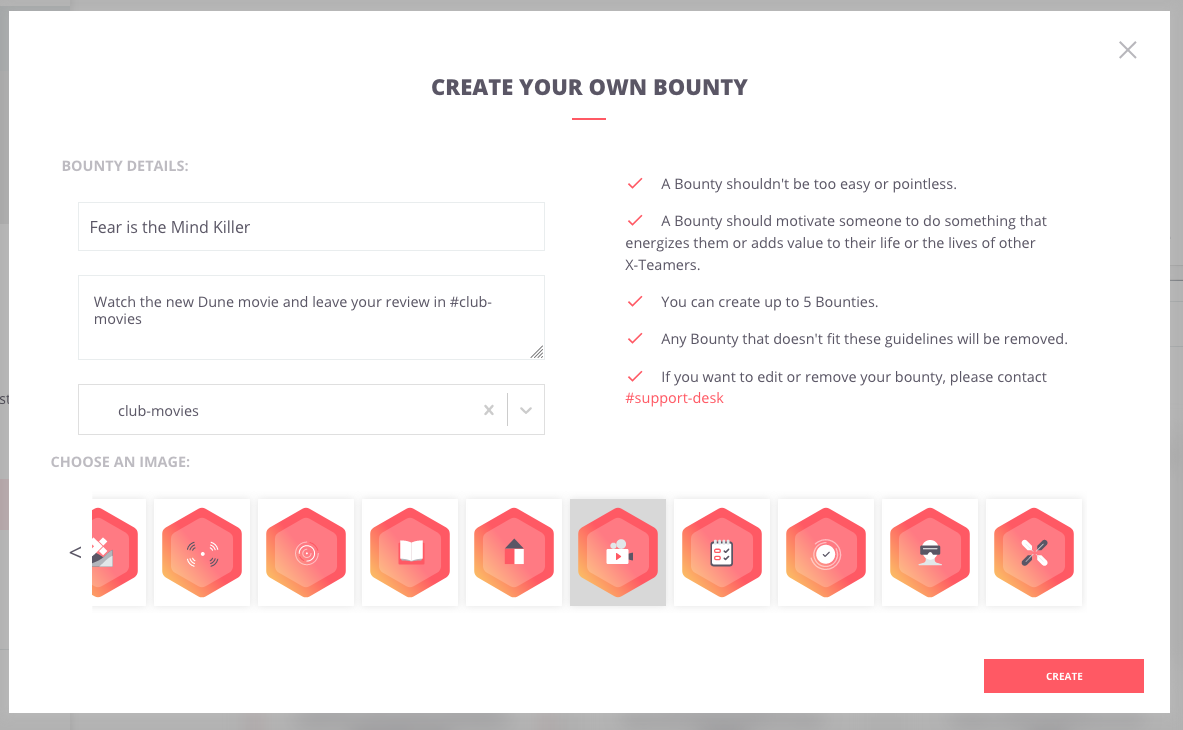 CREATE YOUR OWN BOUNTY
BOUNTY DETAILS:
Fear is the Mind Killer
Watch the new Dune movie and leave your review in #club-
movies
club-movies
A Bounty shouldn't be too easy or pointless.
A Bounty should motivate someone to do something that
energizes them or adds value to their life or the lives of other
X-Teamers.
You can create up to 5 Bounties.
Any Bounty that doesn't fit these guidelines will be removed.
If you want to edit or remove your bounty, please contact
#support-desk
CHOOSE AN IMAGE:
<
CREATE